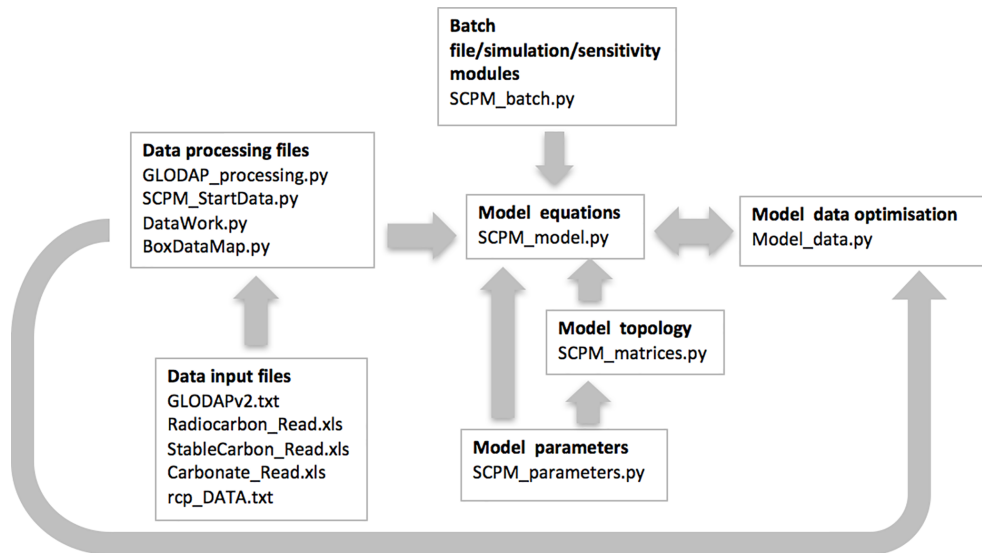 Batch
file/simulation/sensitivity
modules
SCPM_batch.py
Data processing files
GLODAP_processing.py
SCPM_StartData.py
DataWork.py
BoxDataMap.py
Model equations
SCPM_model.py
Model data optimisation
Model_data.py
Model topology
SCPM_matrices.py
Data input files
GLODAPv2.txt
Radiocarbon_Read.xls
StableCarbon_Read.xls
Carbonate_Read.xls
rcp_DATA.txt
Model parameters
SCPM_parameters.py